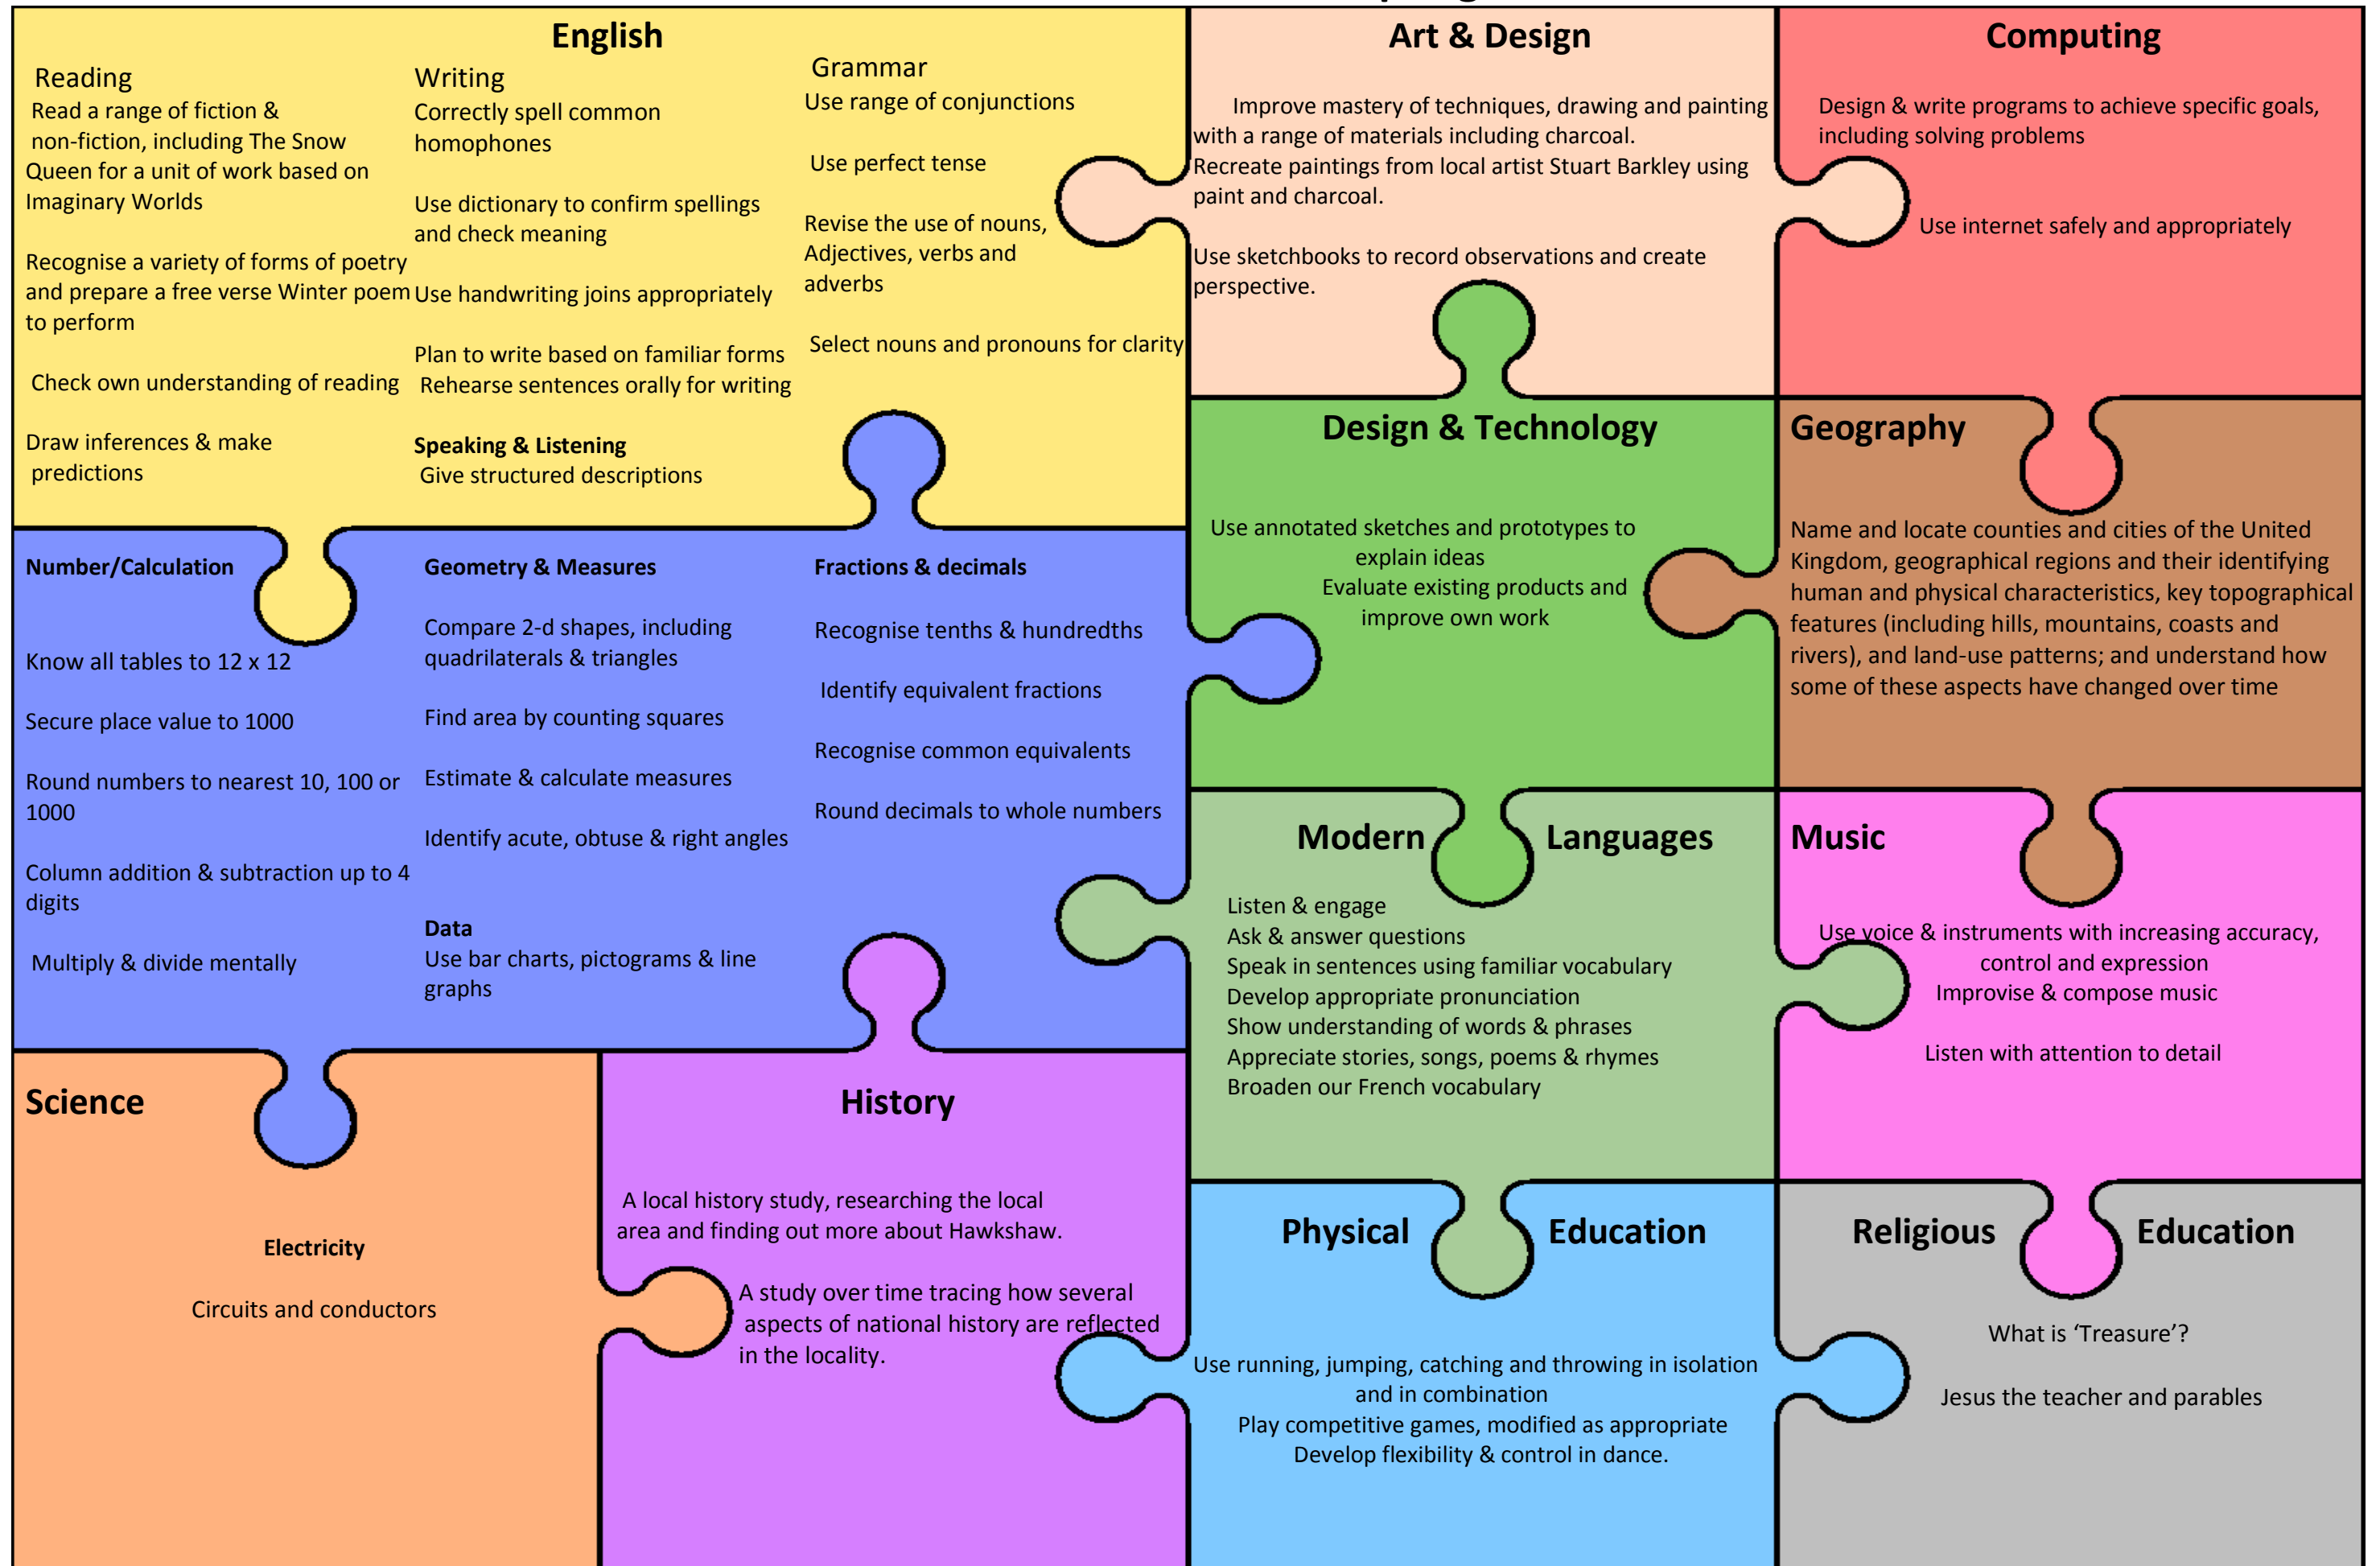 English
Reading
Read a range of fiction &
non-fiction, including The Snow
Queen for a unit of work based on
Imaginary Worlds
Recognise a variety of forms of poetry
and prepare a free verse Winter poem
to perform
Check own understanding of reading
Draw inferences & make
predictions
Writing
Correctly spell common
homophones
Use dictionary to confirm spellings
and check meaning
Use handwriting joins appropriately
Plan to write based on familiar forms
Rehearse sentences orally for writing
Speaking & Listening
Give structured descriptions
Grammar
Use range of conjunctions
Use perfect tense
Revise the use of nouns,
Adjectives, verbs and
adverbs
Select nouns and pronouns for clarity
Art & Design
Improve mastery of techniques, drawing and painting
with a range of materials including charcoal.
Recreate paintings from local artist Stuart Barkley using
paint and charcoal.
Use sketchbooks to record observations and create
perspective.
Computing
Design & write programs to achieve specific goals,
including solving problems
Use internet safely and appropriately
Number/Calculation
Know all tables to 12 x 12
Secure place value to 1000
Round numbers to nearest 10, 100 or
1000
Column addition & subtraction up to 4
digits
Multiply & divide mentally
Geometry & Measures
Compare 2-d shapes, including
quadrilaterals & triangles
Find area by counting squares
Estimate & calculate measures
Identify acute, obtuse & right angles
Data
Use bar charts, pictograms & line
graphs
Fractions & decimals
Recognise tenths & hundredths
Identify equivalent fractions
Recognise common equivalents
Round decimals to whole numbers
Design & Technology
Use annotated sketches and prototypes to
explain ideas
Evaluate existing products and
improve own work
Geography
Name and locate counties and cities of the United
Kingdom, geographical regions and their identifying
human and physical characteristics, key topographical
features (including hills, mountains, coasts and
rivers), and land-use patterns; and understand how
some of these aspects have changed over time
Modern Languages
Listen & engage
Ask & answer questions
Speak in sentences using familiar vocabulary
Develop appropriate pronunciation
Show understanding of words & phrases
Appreciate stories, songs, poems & rhymes
Broaden our French vocabulary
Music
Use voice & instruments with increasing accuracy,
control and expression
Improvise & compose music
Listen with attention to detail
Science
Electricity
Circuits and conductors
History
A local history study, researching the local
area and finding out more about Hawkshaw.
A study over time tracing how several
aspects of national history are reflected
in the locality.
Physical Education
Use running, jumping, catching and throwing in isolation
and in combination
Play competitive games, modified as appropriate
Develop flexibility & control in dance.
Religious Education
What is ‘Treasure’?
Jesus the teacher and parables